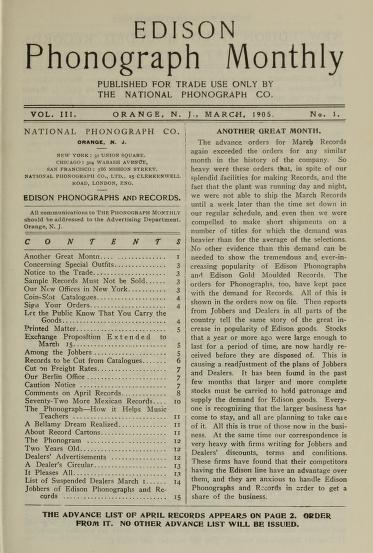 EDISON
Phonograph Monthly
PUBLISHED FOR TRADE USE ONLY BY
THE NATIONAL PHONOGRAPH CO.
VOL. III. ORANGE, N. J., MARCH, 1905. No. 1.
NATIONAL PHONOGRAPH CO.
ORANGE, N. J.
NEW YORK: 31 UNION SQUARE.
CHICAGO: 304 WABASH AVENUE,
SAN FRANCISCO: 786 MISSION STREET.
NATIONAL PHONOGRAPH CO., LTD., 25 CLERKENWELL
ROAD, LONDON, ENG.
EDISON PHONOGRAPHS AND RECORDS.
All communications to THE PHONOGRAPH MONTHLY
should be addressed to the Advertising Department.
Orange, N. J.
CONTENTS
Another Great Month 1
Concerning Special Outfits 3
Notice to the Trade 3
Sample Records Must Not be Sold 3
Our New Offices in New York 3
Coin-Slot Catalogues 4
Sign Your Orders 4
Let the Public Know That You Carry the
Goods 4
Printed Matter 5
Exchange Proposition Extended to
March 15 5
Among the Jobbers 5
Records to be Cut from Catalogues 6
Cut on Freight Rates 7
Our Berlin Office 7
Caution Notice 7
Comments on April Records 8
Seventy-Two More Mexican Records 10
The Phonograph—How it Helps Music
Teachers 11
A Bellamy Dream Realized 11
About Record Cartons 11
The Phonogram 12
Two Years Old 12
Dealers' Advertisements 12
A Dealer's Circular 13
It Pleases All 13
List of Suspended Dealers March 1 14
Jobbers of Edison Phonographs and Re-
cords 15
ANOTHER GREAT MONTH.
The advance orders for March Records
again exceeded the orders for any similar
month in the history of the company. So
heavy were these orders that, in spite of our
splendid facilities for making Records, and the
fact that the plant was running day and night,
we were not able to ship the March Records
until a week later than the time set down in
our regular schedule, and even then we were
compelled to make short shipments on a
number of titles for which the demand was
heavier than for the average of the selections.
No other evidence than this demand can be
needed to show the tremendous and ever-in-
creasing popularity of Edison Phonographs
and Edison Gold Moulded Records. The
orders for Phonographs, too, have kept pace
with the demand for Records. All of this is
shown in the orders now on file. Then reports
from Jobbers and Dealers in all parts of the
country tell the same story of the great in-
crease in popularity of Edison goods. Stocks
that a year or more ago were large enough to
last for a period of time, are now hardly re-
ceived before they are disposed of. This is
causing a readjustment of the plans of Jobbers
and Dealers. It has been found in the past
few months that larger and more complete
stocks must be carried to hold patronage and
supply the demand for Edison goods. Every-
one is recognizing that the larger business has
come to stay, and all are planning to take care
of it. All this is true of those now in the busi-
ness. At the same time our correspondence is
very heavy with firms writing for Jobbers and
Dealers' discounts, terms and conditions.
These firms have found that their competitors
having the Edison line have an advantage over
them, and they are anxious to handle Edison
Phonographs and Records in order to get a
share of the business.
THE ADVANCE LIST OF APRIL RECORDS APPEARS ON PAGE 2. ORDER
FROM IT. NO OTHER ADVANCE LIST WILL BE ISSUED.